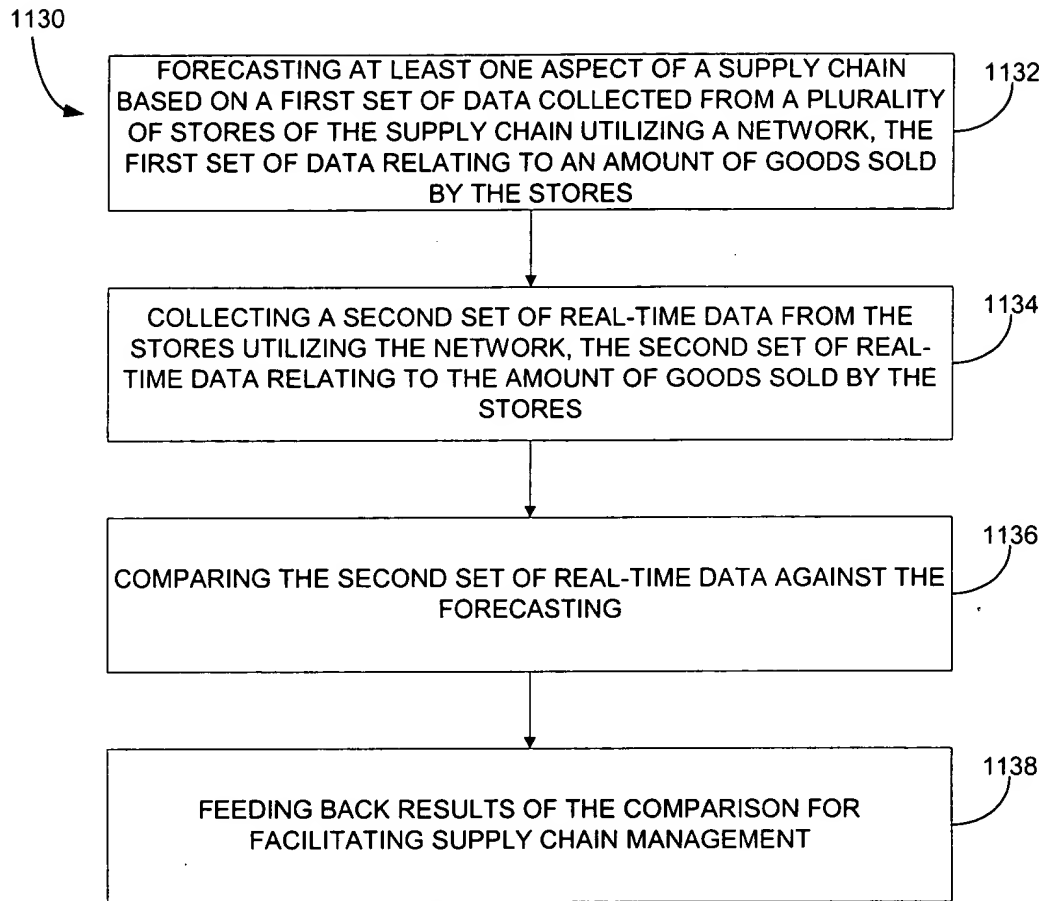 1130
FORECASTING AT LEAST ONE ASPECT OF A SUPPLY CHAIN
BASED ON A FIRST SET OF DATA COLLECTED FROM A PLURALITY
OF STORES OF THE SUPPLY CHAIN UTILIZING A NETWORK, THE
FIRST SET OF DATA RELATING TO AN AMOUNT OF GOODS SOLD
BY THE STORES
1132
COLLECTING A SECOND SET OF REAL-TIME DATA FROM THE
STORES UTILIZING THE NETWORK, THE SECOND SET OF REAL-
TIME DATA RELATING TO THE AMOUNT OF GOODS SOLD BY THE
STORES
1134
COMPARING THE SECOND SET OF REAL-TIME DATA AGAINST THE
FORECASTING
1136
FEEDING BACK RESULTS OF THE COMPARISON FOR
FACILITATING SUPPLY CHAIN MANAGEMENT
1138